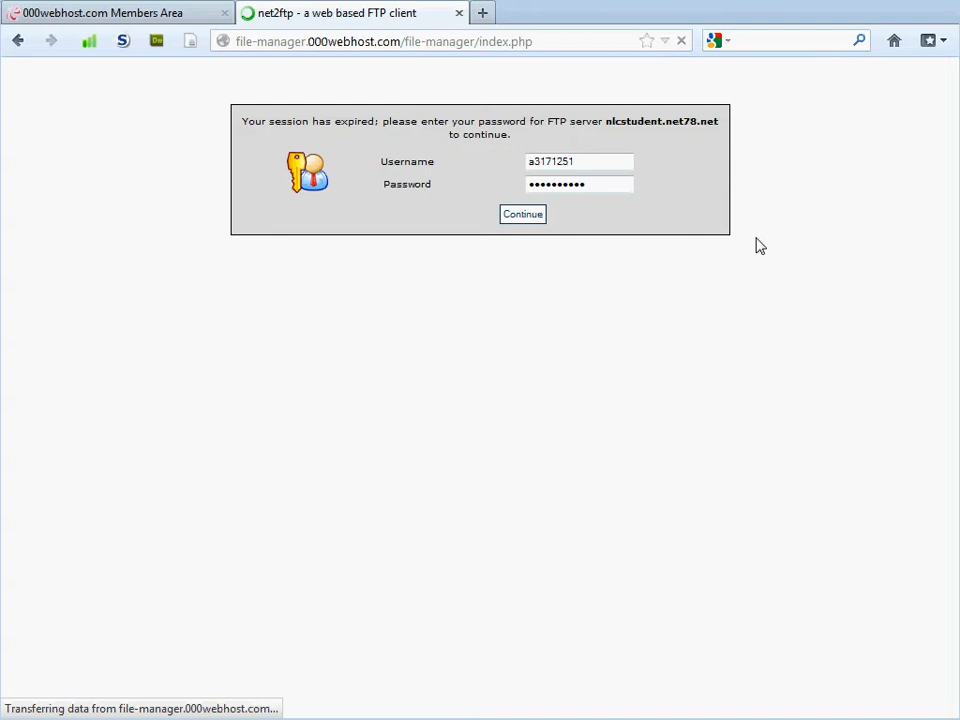 000webhost.com Members Area
net2ftp - a web based FTP client
file-manager.000webhost.com/file-manager/index.php
Your session has expired; please enter your password for FTP server nlcstudent.net78.net
to continue.
Username a3171251
Password ••••••••••
Continue
Transferring data from file-manager.000webhost.com...